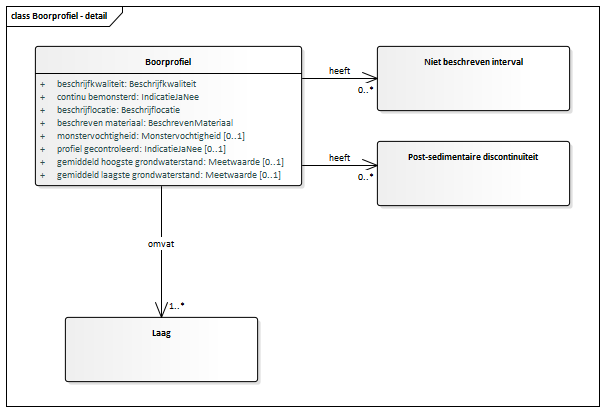 class Boorprofiel - detail
Boorprofiel
+ beschrijfkwaliteit: Beschrijfkwaliteit
+ continu bemonsterd: IndicatieJaNee
+ beschrijflocatie: Beschrijflocatie
+ beschreven materiaal: BeschrevenMateriaal
+ monstervochtigheid: Monstervochtigheid [0..1]
+ profiel gecontroleerd: IndicatieJaNee [0..1]
+ gemiddeld hoogste grondwaterstand: Meetwaarde [0..1]
+ gemiddeld laagste grondwaterstand: Meetwaarde [0..1]
heeft
0..*
Niet beschreven interval
heeft
0..*
Post-sedimentaire discontinuïteit
omvat
1..*
Laag